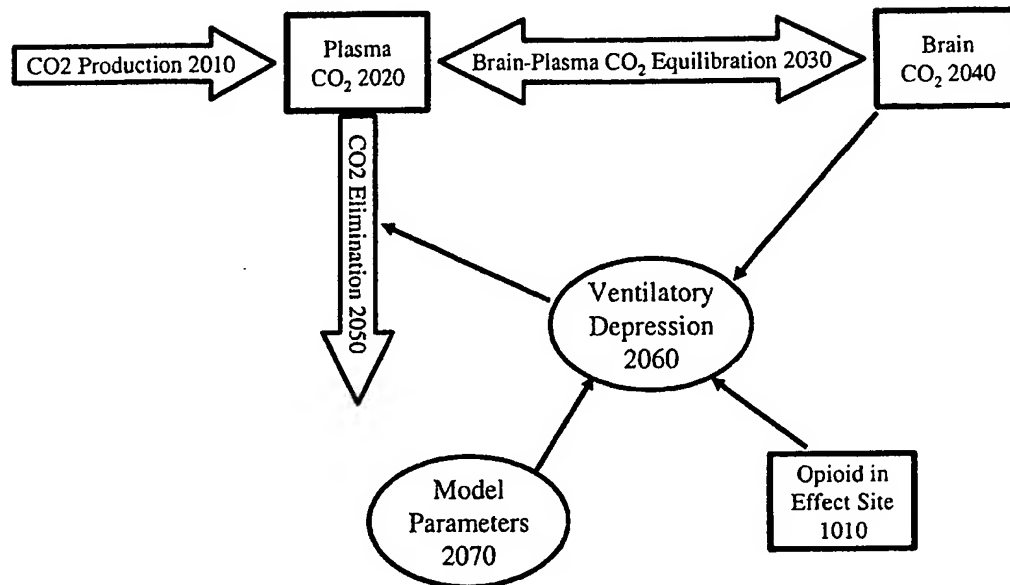 CO2 Production 2010
Plasma
CO₂ 2020
Brain-Plasma CO₂ Equilibration 2030
Brain
CO₂ 2040
CO2 Elimination 2050
Ventilatory
Depression
2060
Model
Parameters
2070
Opioid in
Effect Site
1010